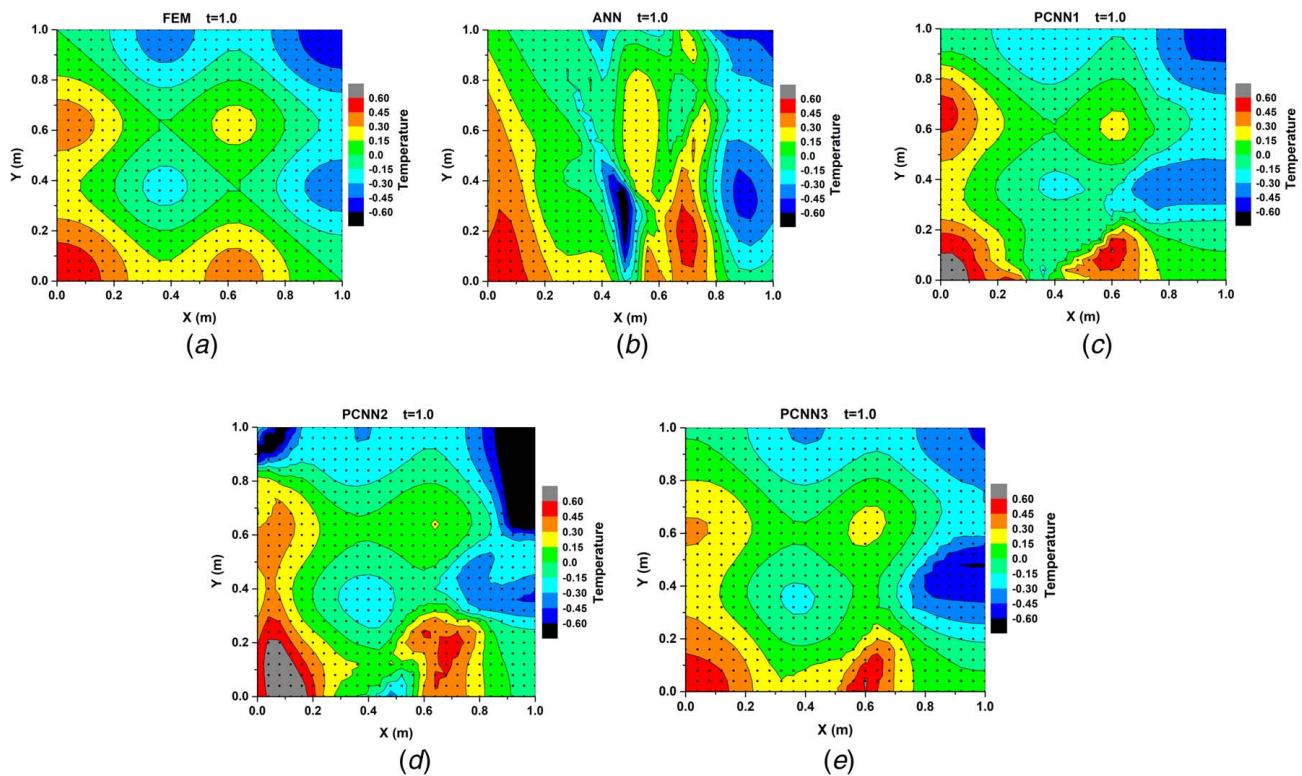 FEM t=1.0
1.0
0.8
0.6
0.4
0.2
0.0
Y (m)
0.0 0.2 0.4 0.6 0.8 1.0
X (m)
0.60
0.45
0.30
0.15
0.0
-0.15
-0.30
-0.45
-0.60
Temperature
(a)
ANN t=1.0
1.0
0.8
0.6
0.4
0.2
0.0
Y (m)
0.0 0.2 0.4 0.6 0.8 1.0
X (m)
0.60
0.45
0.30
0.15
0.0
-0.15
-0.30
-0.45
-0.60
Temperature
(b)
PCNN1 t=1.0
1.0
0.8
0.6
0.4
0.2
0.0
Y (m)
0.0 0.2 0.4 0.6 0.8 1.0
X (m)
0.60
0.45
0.30
0.15
0.0
-0.15
-0.30
-0.45
-0.60
Temperature
(c)
PCNN2 t=1.0
1.0
0.8
0.6
0.4
0.2
0.0
Y (m)
0.0 0.2 0.4 0.6 0.8 1.0
X (m)
0.60
0.45
0.30
0.15
0.0
-0.15
-0.30
-0.45
-0.60
Temperature
(d)
PCNN3 t=1.0
1.0
0.8
0.6
0.4
0.2
0.0
Y (m)
0.0 0.2 0.4 0.6 0.8 1.0
X (m)
0.60
0.45
0.30
0.15
0.0
-0.15
-0.30
-0.45
-0.60
Temperature
(e)